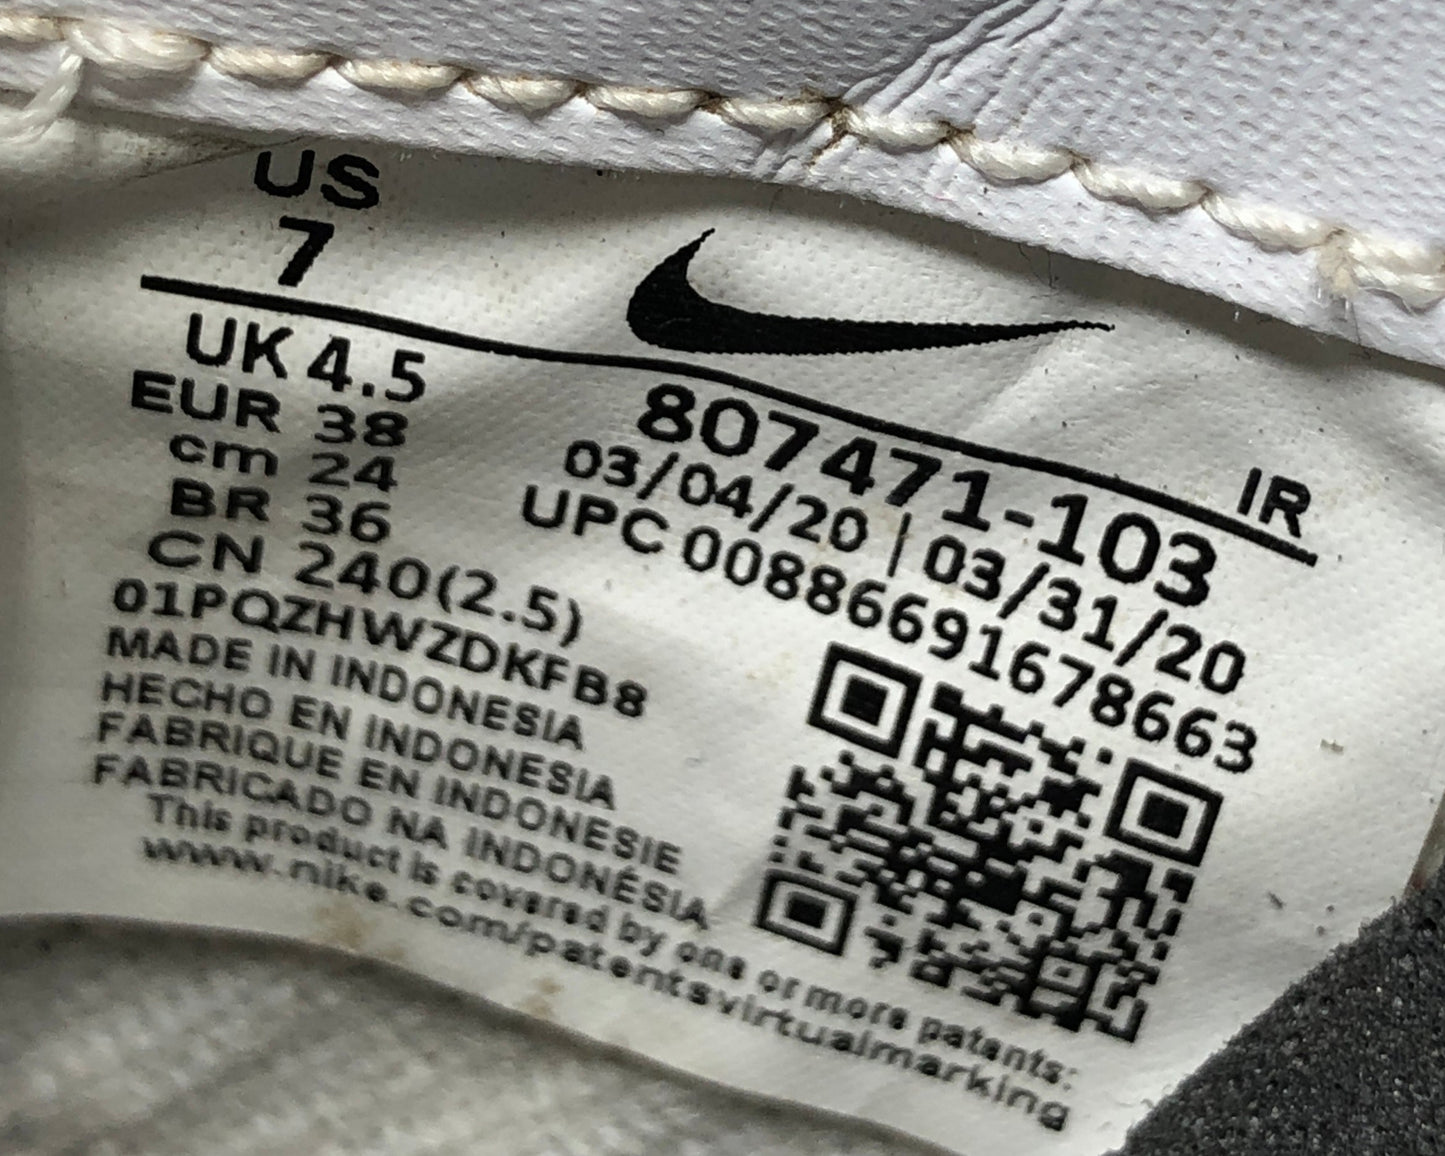 US
7
UK 4.5
EUR 38
cm 24
BR 36
CN 240(2.5)
01PQZHWZDKFB8
MADE IN INDONESIA
HECHO EN INDONESIA
FABRIQUE EN INDONESIE
FABRICADO NA INDONÉSIA
This product is covered by one or more patents:
www.nike.com/patentsvirtualmarking
IR
807471-103
03/04/20 | 03/31/20
UPC 00886691678663